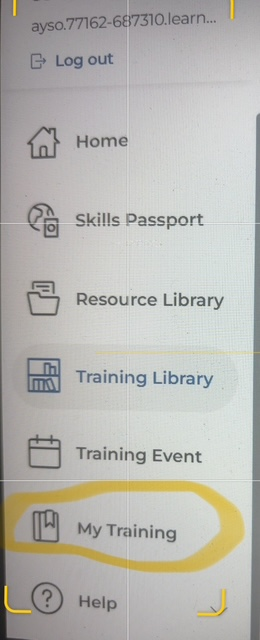 ayso.77162-687310.learn...
Log out
Home
Skills Passport
Resource Library
Training Library
Training Event
My Training
Help